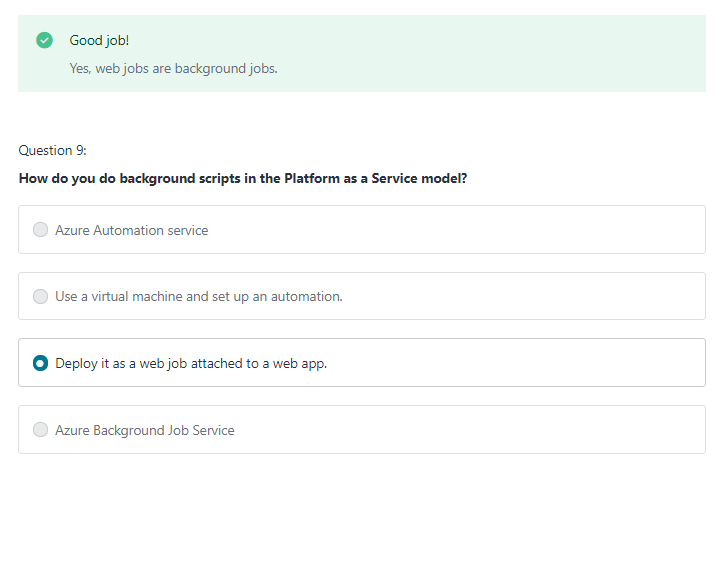 Good job!
Yes, web jobs are background jobs.
Question 9:
How do you do background scripts in the Platform as a Service model?
Azure Automation service
Use a virtual machine and set up an automation.
Deploy it as a web job attached to a web app.
Azure Background Job Service